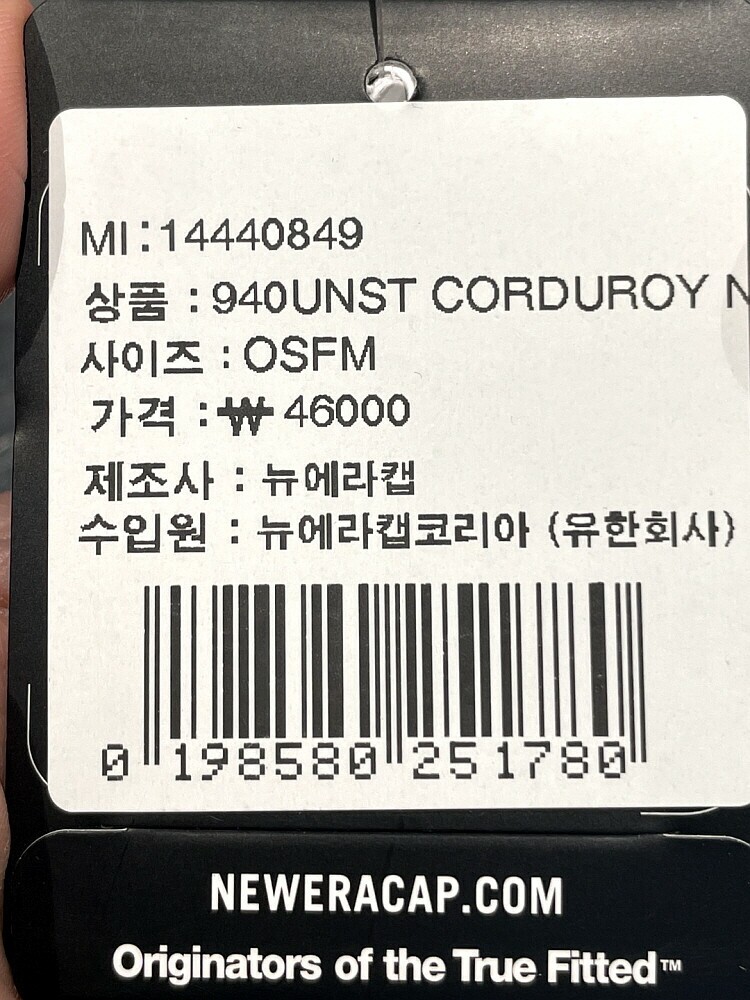 MI:14440849
상품 : 940UNST CORDUROY
사이즈 : OSFM
가격 : ₩ 46000
제조사 : 뉴에라캡
수입원 : 뉴에라캡코리아 (유한회사)
0 198580 251780
NEWERACAP.COM
Originators of the True Fitted™